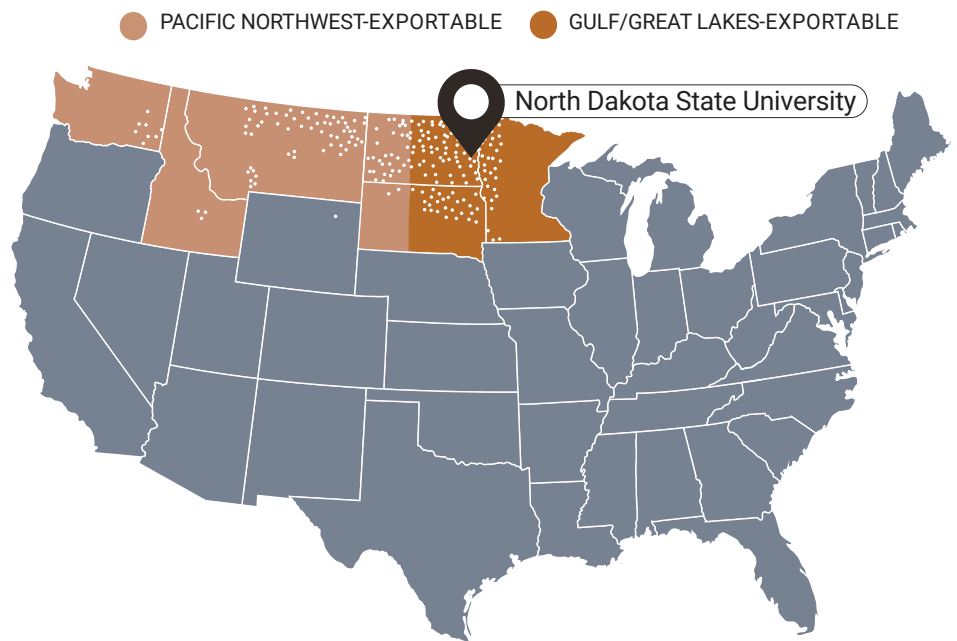 PACIFIC NORTHWEST-EXPORTABLE
GULF/GREAT LAKES-EXPORTABLE
North Dakota State University